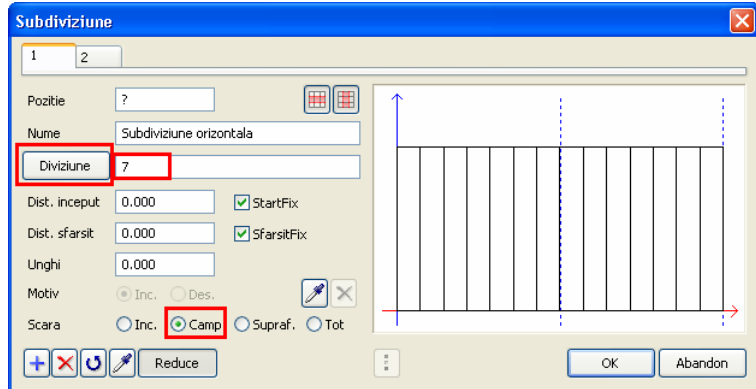 Subdiviziune
1 2
Pozitie ?
Nume Subdiviziune orizontala
Diviziune 7
Dist. inceput 0.000 StartFix
Dist. sfarsit 0.000 SfarsitFix
Unghi 0.000
Motiv Inc. Des.
Scara Inc. Camp Supraf. Tot
Reduce OK Abandon